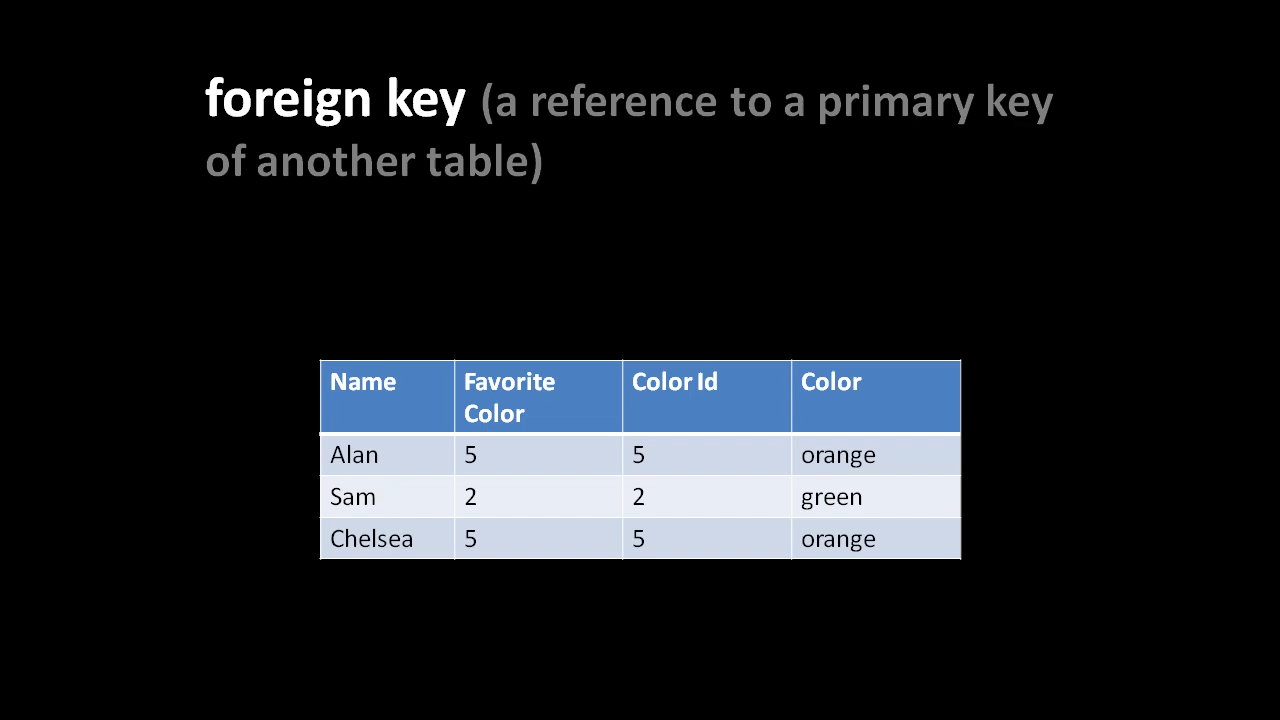 foreign key (a reference to a primary key
of another table)
Name Favorite Color Color Id Color
Alan 5 5 orange
Sam 2 2 green
Chelsea 5 5 orange